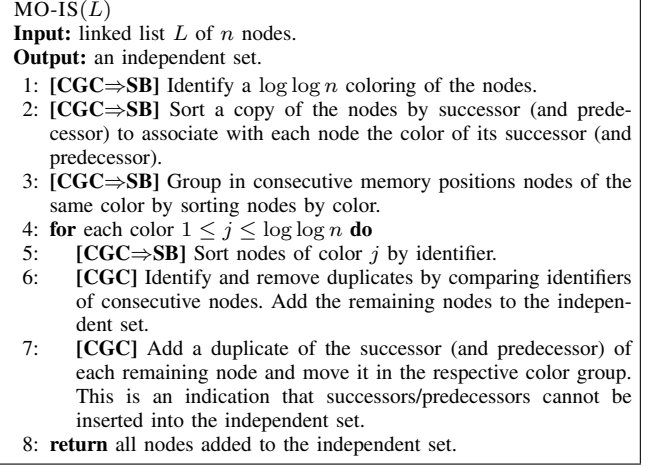 MO-IS(L)
Input: linked list L of n nodes.
Output: an independent set.
1: [CGC⇒SB] Identify a log log n coloring of the nodes.
2: [CGC⇒SB] Sort a copy of the nodes by successor (and prede-
cessor) to associate with each node the color of its successor (and
predecessor).
3: [CGC⇒SB] Group in consecutive memory positions nodes of the
same color by sorting nodes by color.
4: for each color 1 ≤ j ≤ log log n do
5: [CGC⇒SB] Sort nodes of color j by identifier.
6: [CGC] Identify and remove duplicates by comparing identifiers
of consecutive nodes. Add the remaining nodes to the indepen-
dent set.
7: [CGC] Add a duplicate of the successor (and predecessor) of
each remaining node and move it in the respective color group.
This is an indication that successors/predecessors cannot be
inserted into the independent set.
8: return all nodes added to the independent set.